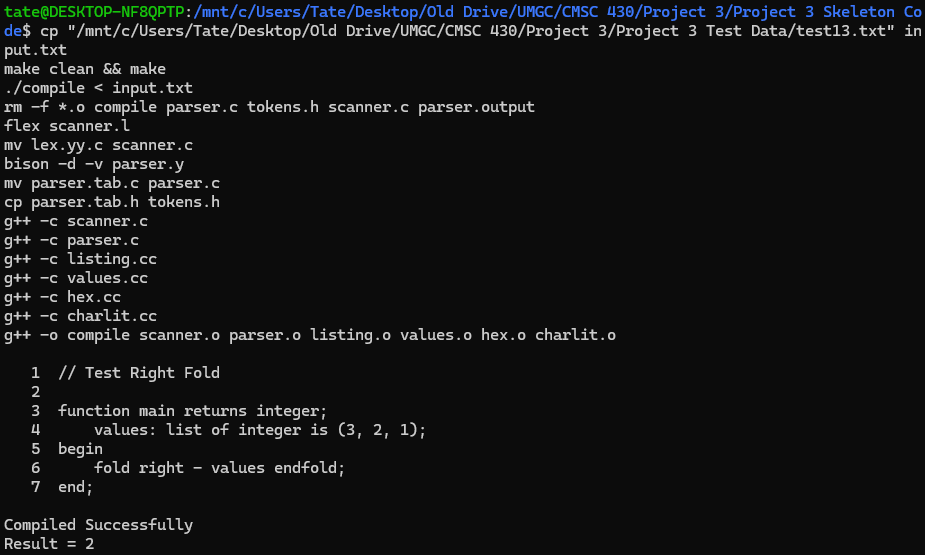 tate@DESKTOP-NF8QPTP:/mnt/c/Users/Tate/Desktop/Old Drive/UMGC/CMSC 430/Project 3/Project 3 Skeleton Co
de$ cp "/mnt/c/Users/Tate/Desktop/Old Drive/UMGC/CMSC 430/Project 3/Project 3 Test Data/test13.txt" in
put.txt
make clean && make
./compile < input.txt
rm -f *.o compile parser.c tokens.h scanner.c parser.output
flex scanner.l
mv lex.yy.c scanner.c
bison -d -v parser.y
mv parser.tab.c parser.c
cp parser.tab.h tokens.h
g++ -c scanner.c
g++ -c parser.c
g++ -c listing.cc
g++ -c values.cc
g++ -c hex.cc
g++ -c charlit.cc
g++ -o compile scanner.o parser.o listing.o values.o hex.o charlit.o
1 // Test Right Fold
2
3 function main returns integer;
4 values: list of integer is (3, 2, 1);
5 begin
6 fold right - values endfold;
7 end;
Compiled Successfully
Result = 2